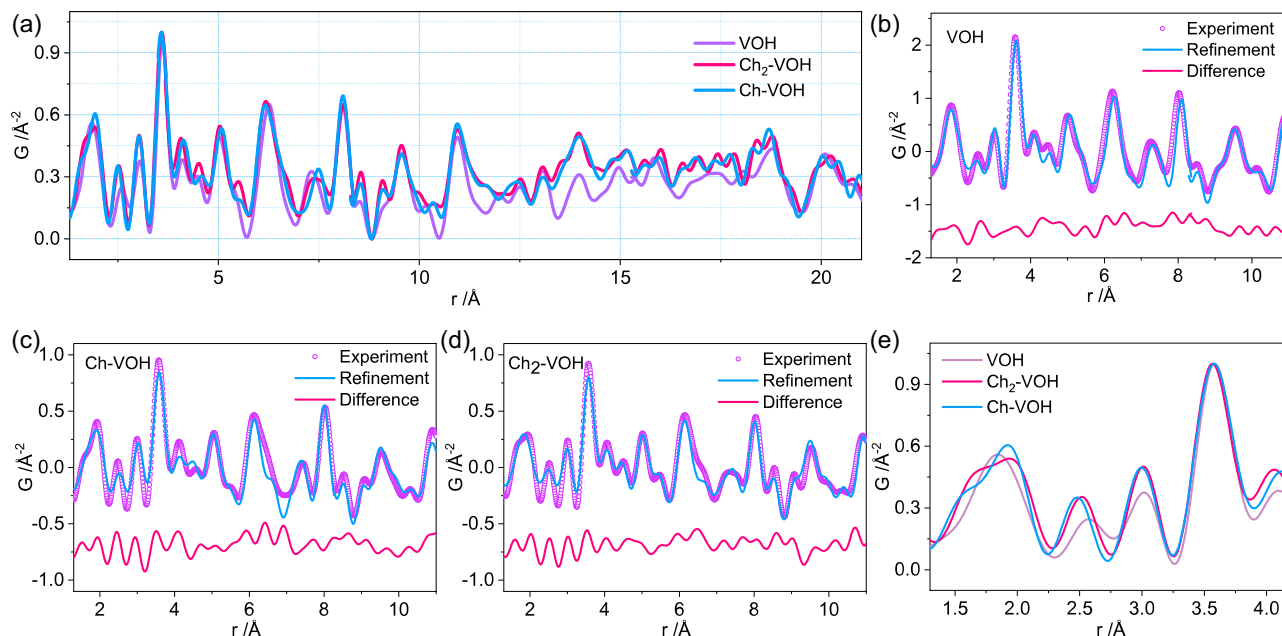 (a)
VOH
Ch₂-VOH
Ch-VOH
0.9
0.6
0.3
0.0
G /Å⁻²
5
10
15
20
r /Å
(b)
VOH
Experiment
Refinement
Difference
2
1
0
-1
-2
G /Å⁻²
2
4
6
8
10
r /Å
(c)
Ch-VOH
Experiment
Refinement
Difference
1.0
0.5
0.0
-0.5
-1.0
G /Å⁻²
2
4
6
8
10
r /Å
(d)
Ch₂-VOH
Experiment
Refinement
Difference
1.0
0.5
0.0
-0.5
-1.0
G /Å⁻²
2
4
6
8
10
r /Å
(e)
VOH
Ch₂-VOH
Ch-VOH
0.9
0.6
0.3
0.0
G /Å⁻²
1.5
2.0
2.5
3.0
3.5
4.0
r /Å